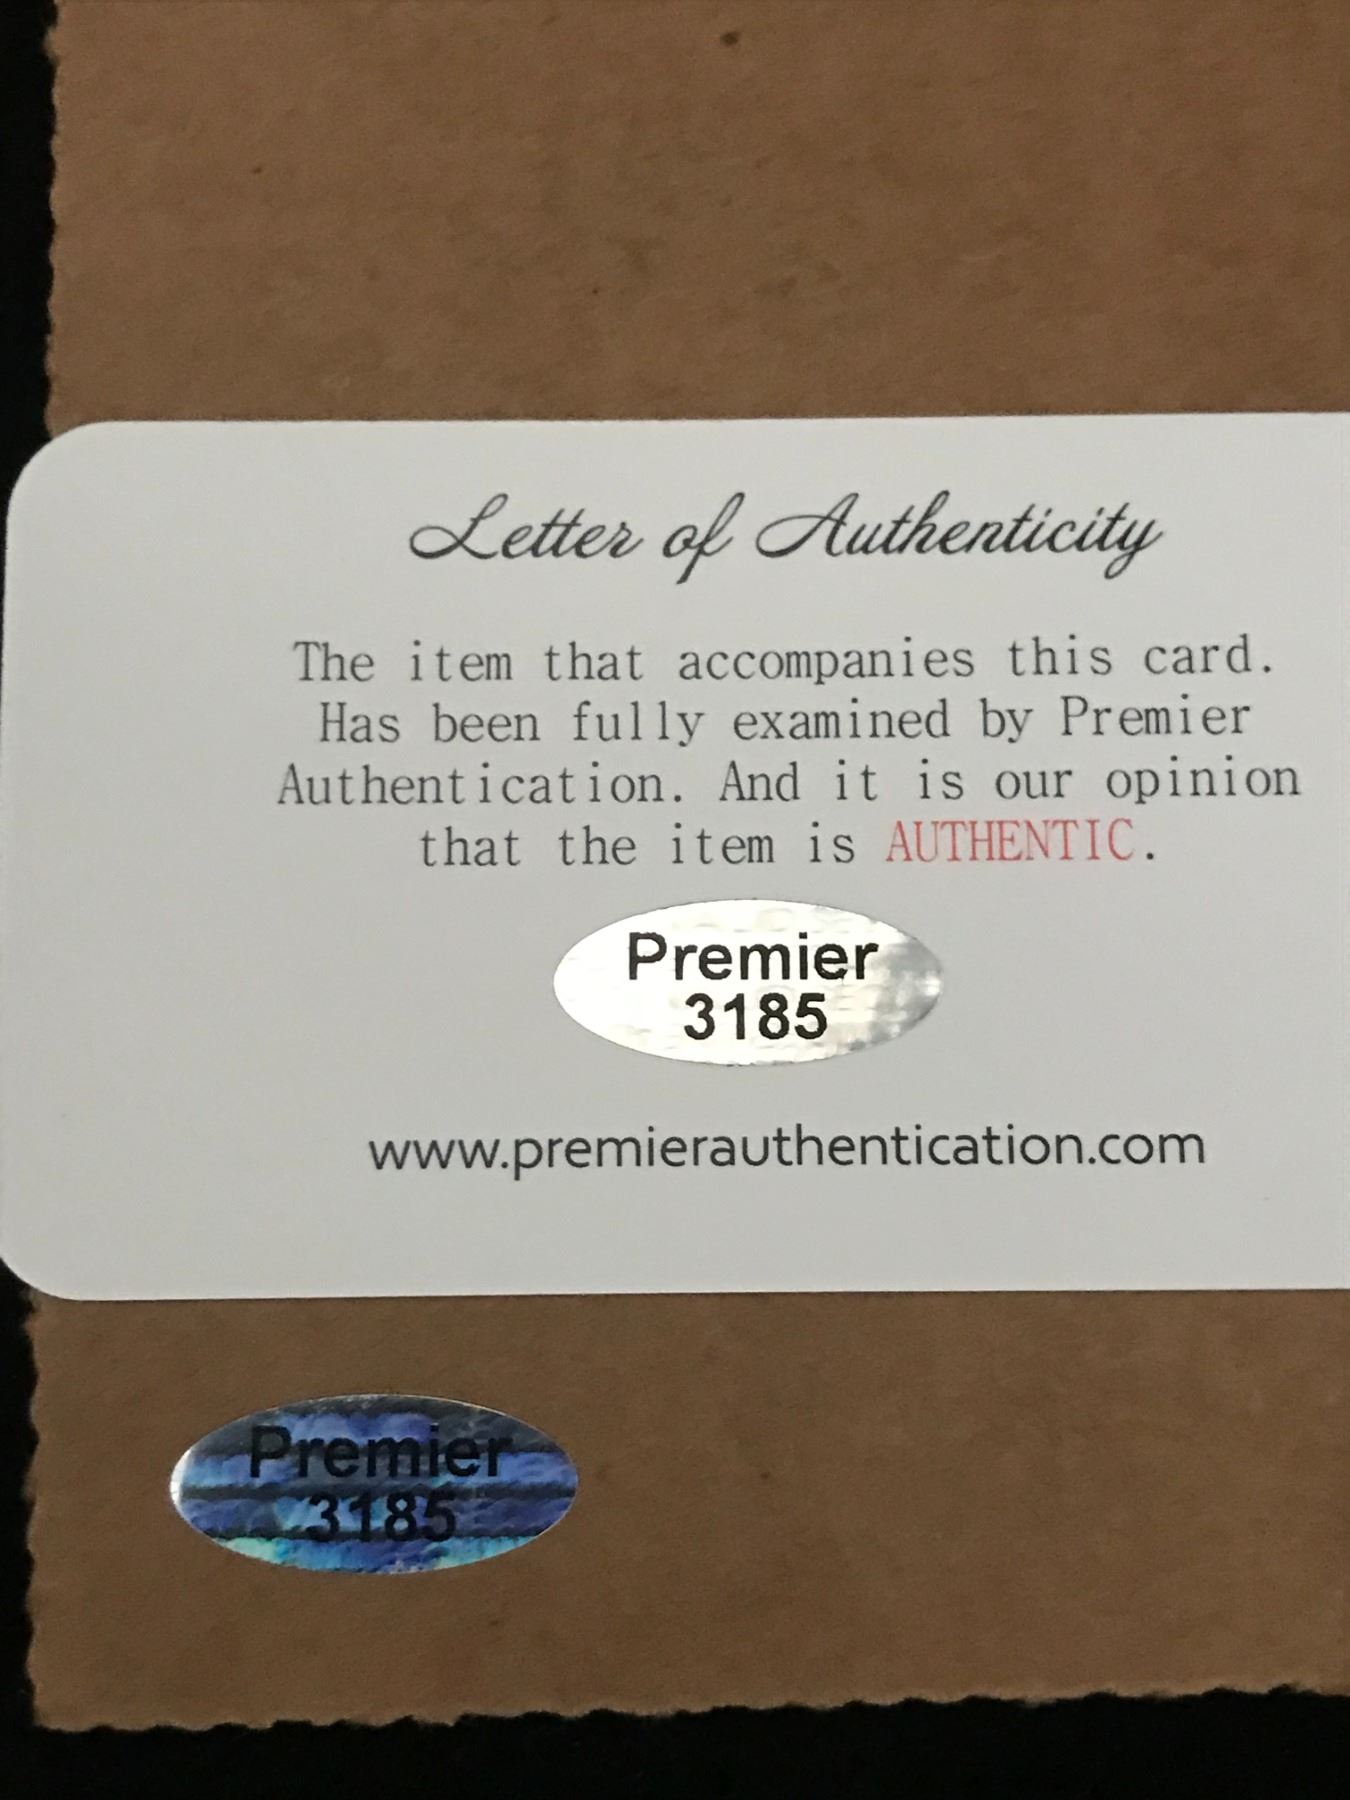 Letter of Authenticity
The item that accompanies this card.
Has been fully examined by Premier
Authentication. And it is our opinion
that the item is AUTHENTIC.
Premier
3185
www.premierauthentication.com
Premier
3185